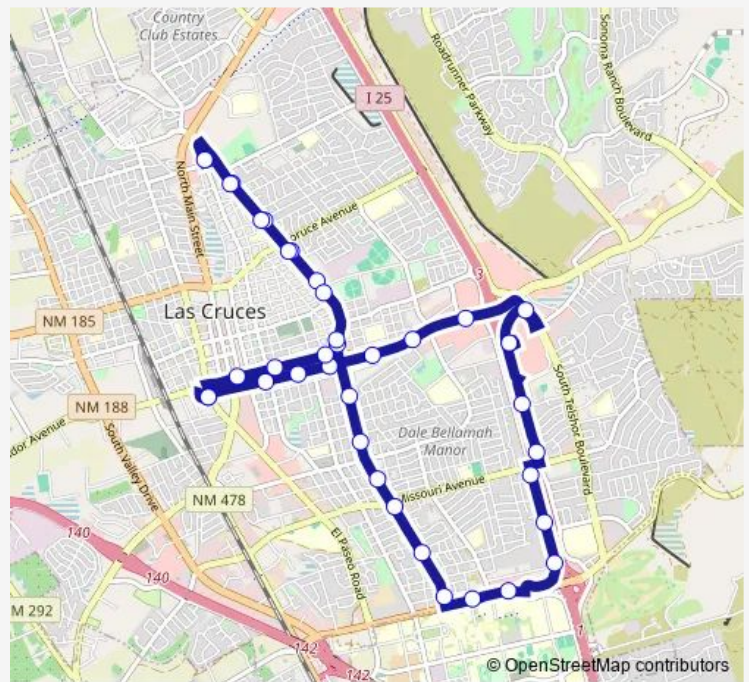 Country
Club Estates
I 25
Roadrunner Parkway
Sonoma Ranch Boulevard
North Main Street
pruce Avenue
3
Las Cruces
NM 185
NM 188
dor Avenue
South Valley Drive
Dale Bellamah
Manor
South Telshor Boulevard
NM 478
Missouri Avenue
El Paseo Road
140
140
M 292
142
142
1
© OpenStreetMap contributors